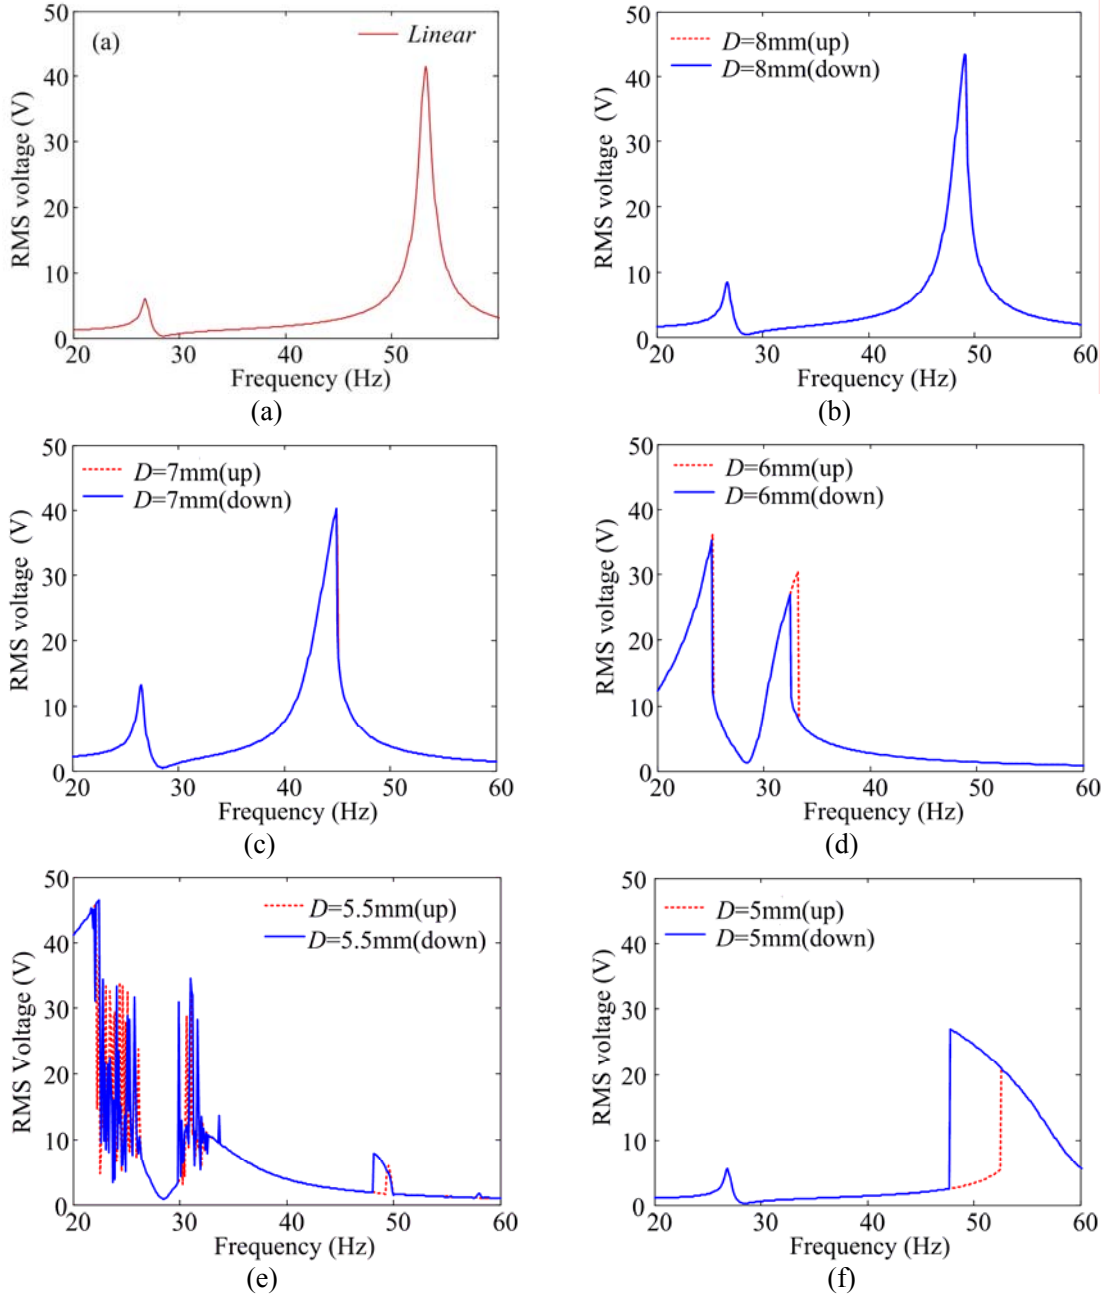 (a)
Linear
50
40
30
20
10
0
RMS voltage (V)
20 30 40 50
Frequency (Hz)
(a)
D=8mm(up)
D=8mm(down)
50
40
30
20
10
0
RMS voltage (V)
20 30 40 50 60
Frequency (Hz)
(b)
D=7mm(up)
D=7mm(down)
50
40
30
20
10
0
RMS voltage (V)
20 30 40 50 60
Frequency (Hz)
(c)
D=6mm(up)
D=6mm(down)
50
40
30
20
10
0
RMS voltage (V)
20 30 40 50 60
Frequency (Hz)
(d)
D=5.5mm(up)
D=5.5mm(down)
50
40
30
20
10
0
RMS Voltage (V)
20 30 40 50 60
Frequency (Hz)
(e)
D=5mm(up)
D=5mm(down)
50
40
30
20
10
0
RMS voltage (V)
20 30 40 50 60
Frequency (Hz)
(f)